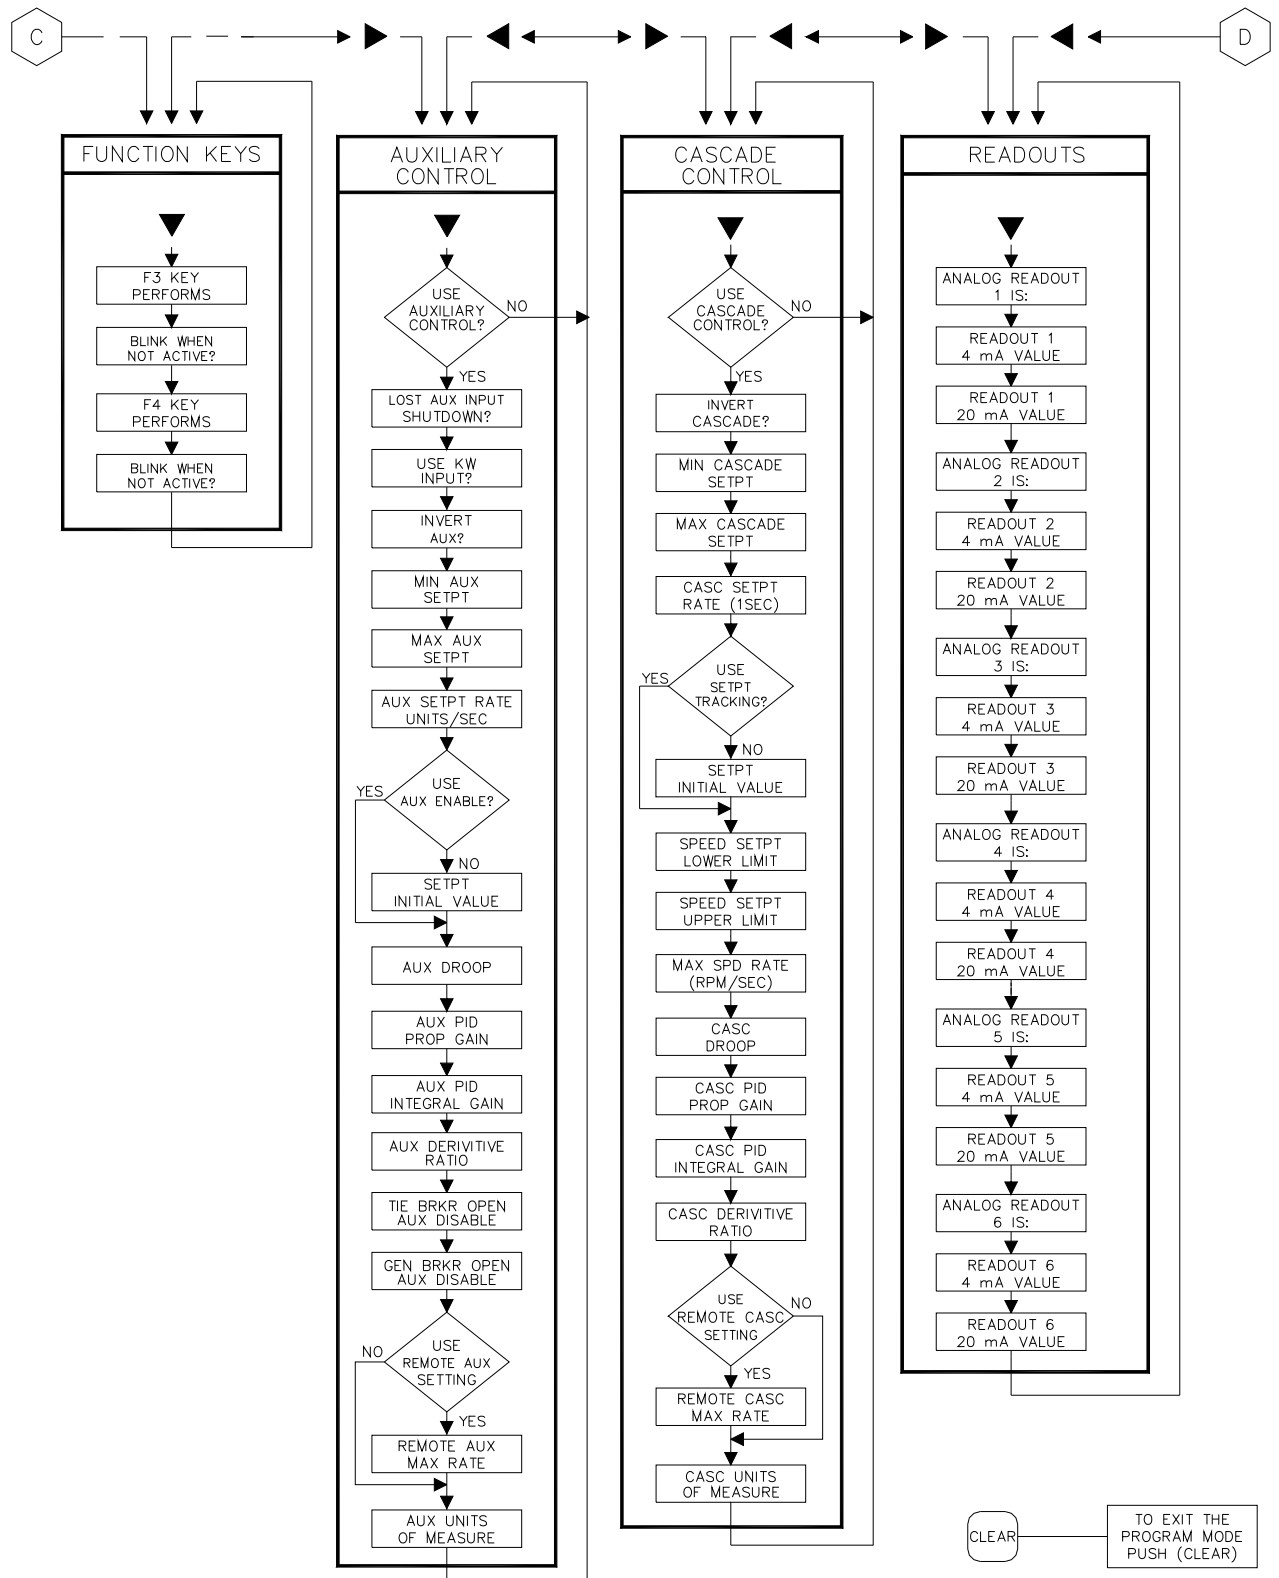 C
D
FUNCTION KEYS
F3 KEY
PERFORMS
BLINK WHEN
NOT ACTIVE?
F4 KEY
PERFORMS
BLINK WHEN
NOT ACTIVE?
AUXILIARY
CONTROL
USE
AUXILIARY
CONTROL?
NO
YES
LOST AUX INPUT
SHUTDOWN?
USE KW
INPUT?
INVERT
AUX?
MIN AUX
SETPT
MAX AUX
SETPT
AUX SETPT RATE
UNITS/SEC
USE
AUX ENABLE?
YES
NO
SETPT
INITIAL VALUE
AUX DROOP
AUX PID
PROP GAIN
AUX PID
INTEGRAL GAIN
AUX DERIVITIVE
RATIO
TIE BRKR OPEN
AUX DISABLE
GEN BRKR OPEN
AUX DISABLE
USE
REMOTE AUX
SETTING
NO
YES
REMOTE AUX
MAX RATE
AUX UNITS
OF MEASURE
CASCADE
CONTROL
USE
CASCADE
CONTROL?
NO
YES
INVERT
CASCADE?
MIN CASCADE
SETPT
MAX CASCADE
SETPT
CASC SETPT
RATE (1SEC)
USE
SETPT
TRACKING?
YES
NO
SETPT
INITIAL VALUE
SPEED SETPT
LOWER LIMIT
SPEED SETPT
UPPER LIMIT
MAX SPD RATE
(RPM/SEC)
CASC
DROOP
CASC PID
PROP GAIN
CASC PID
INTEGRAL GAIN
CASC DERIVITIVE
RATIO
USE
REMOTE CASC
SETTING
NO
YES
REMOTE CASC
MAX RATE
CASC UNITS
OF MEASURE
READOUTS
ANALOG READOUT
1 IS:
READOUT 1
4 mA VALUE
READOUT 1
20 mA VALUE
ANALOG READOUT
2 IS:
READOUT 2
4 mA VALUE
READOUT 2
20 mA VALUE
ANALOG READOUT
3 IS:
READOUT 3
4 mA VALUE
READOUT 3
20 mA VALUE
ANALOG READOUT
4 IS:
READOUT 4
4 mA VALUE
READOUT 4
20 mA VALUE
ANALOG READOUT
5 IS:
READOUT 5
4 mA VALUE
READOUT 5
20 mA VALUE
ANALOG READOUT
6 IS:
READOUT 6
4 mA VALUE
READOUT 6
20 mA VALUE
CLEAR
TO EXIT THE
PROGRAM MODE
PUSH (CLEAR)